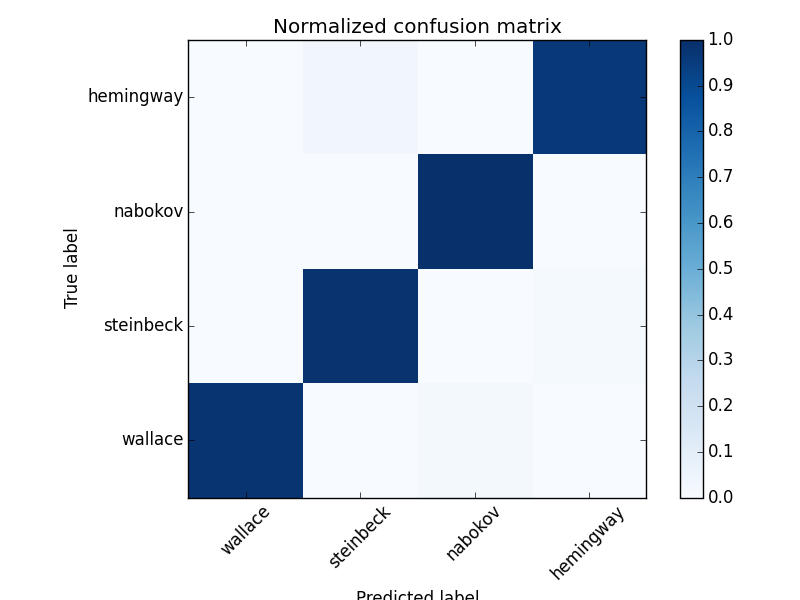 Normalized confusion matrix
True label
hemingway
nabokov
steinbeck
wallace
wallace
steinbeck
nabokov
hemingway
Predicted label
1.0
0.9
0.8
0.7
0.6
0.5
0.4
0.3
0.2
0.1
0.0